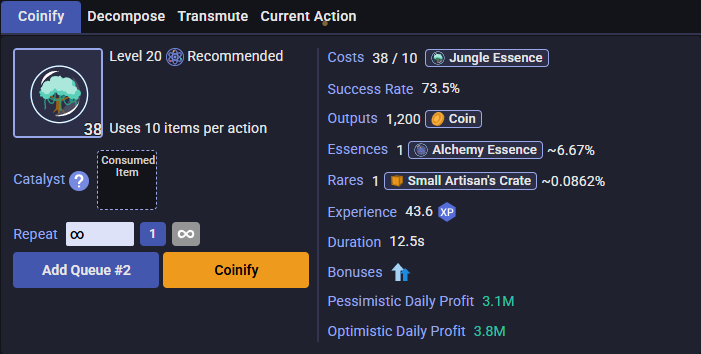 Coinify Decompose Transmute Current Action
Level 20 Recommended
38
Uses 10 items per action
Catalyst ? Consumed
Item
Repeat ∞ 1 ∞
Add Queue #2 Coinify
Costs 38 / 10 Jungle Essence
Success Rate 73.5%
Outputs 1,200 Coin
Essences 1 Alchemy Essence ~6.67%
Rares 1 Small Artisan's Crate ~0.0862%
Experience 43.6 XP
Duration 12.5s
Bonuses
Pessimistic Daily Profit 3.1M
Optimistic Daily Profit 3.8M